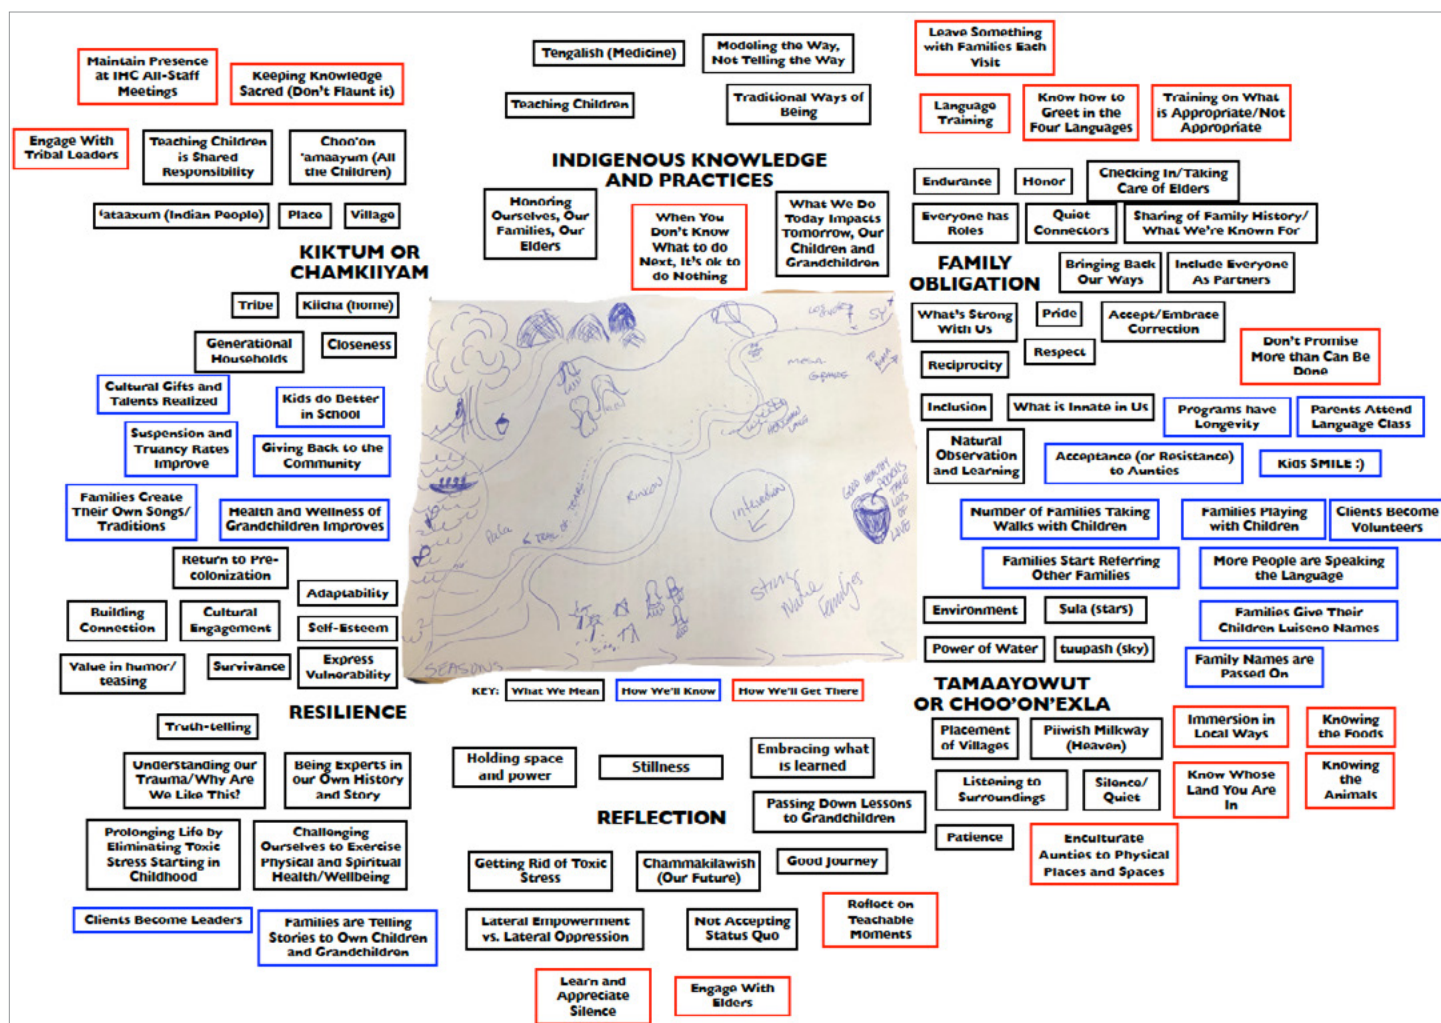 Maintain Presence
at IMC All-Staff
Meetings
Keeping Knowledge
Sacred (Don't Flaunt it)
Engage With
Tribal Leaders
Teaching Children
is Shared
Responsibility
Choo'on
'amaayum (All
the Children)
'ataaxum (Indian People)
Place
Village
KIKTUM OR
CHAMKIIYAM
Tribe
Kiicha (home)
Generational
Households
Closeness
Cultural Gifts and
Talents Realized
Kids do Better
in School
Suspension and
Truancy Rates
Improve
Giving Back to the
Community
Families Create
Their Own Songs/
Traditions
Health and Wellness of
Grandchildren Improves
Tengalish (Medicine)
Modeling the Way,
Not Telling the Way
Teaching Children
Traditional Ways of
Being
INDIGENOUS KNOWLEDGE
AND PRACTICES
Honoring
Ourselves, Our
Families, Our
Elders
When You
Don't Know
What to do
Next, It's ok to
do Nothing
What We Do
Today Impacts
Tomorrow, Our
Children and
Grandchildren
Leave Something
with Families Each
Visit
Language
Training
Know how to
Greet in the
Four Languages
Training on What
is Appropriate/Not
Appropriate
Endurance
Honor
Checking In/Taking
Care of Elders
Everyone has
Roles
Quiet
Connectors
Sharing of Family History/
What We're Known For
FAMILY
OBLIGATION
Bringing Back
Our Ways
Include Everyone
As Partners
What's Strong
With Us
Pride
Accept/Embrace
Correction
Reciprocity
Respect
Don't Promise
More than Can Be
Done
Inclusion
What is Innate in Us
Programs have
Longevity
Parents Attend
Language Class
Natural
Observation
and Learning
Acceptance (or Resistance)
to Aunties
Kids SMILE :)
Number of Families Taking
Walks with Children
Families Playing
with Children
Clients Become
Volunteers
Families Start Referring
Other Families
More People are Speaking
the Language
Families Give Their
Children Luiseno Names
Family Names are
Passed On
Pala
TRAIL OF TEARS
RINCON
Intervention
GOOD HEALTHY
ACORNS
TAKE
LOTS
OF
LOVE
Strong
Native
Families
SEASONS
SY
KEY:
What We Mean
How We'll Know
How We'll Get There
Return to Pre-
colonization
Adaptability
Building
Connection
Cultural
Engagement
Self-Esteem
Value in humor/
teasing
Survivance
Express
Vulnerability
RESILIENCE
Truth-telling
Understanding our
Trauma/Why Are
We Like This?
Being Experts in
our Own History
and Story
Prolonging Life by
Eliminating Toxic
Stress Starting in
Childhood
Challenging
Ourselves to Exercise
Physical and Spiritual
Health/Wellbeing
Clients Become Leaders
Families are Telling
Stories to Own Children
and Grandchildren
Holding space
and power
Stillness
Embracing what
is learned
REFLECTION
Passing Down Lessons
to Grandchildren
Getting Rid of Toxic
Stress
Chammakilawish
(Our Future)
Good Journey
Lateral Empowerment
vs. Lateral Oppression
Not Accepting
Status Quo
Reflect on
Teachable
Moments
Learn and
Appreciate
Silence
Engage With
Elders
Environment
Sula (stars)
Power of Water
tuupash (sky)
TAMAAYOWUT
OR CHOO'ON'EXLA
Placement
of Villages
Piiwish Milkway
(Heaven)
Immersion in
Local Ways
Knowing
the Foods
Listening to
Surroundings
Silence/
Quiet
Know Whose
Land You Are
In
Knowing
the
Animals
Patience
Enculturate
Aunties to Physical
Places and Spaces